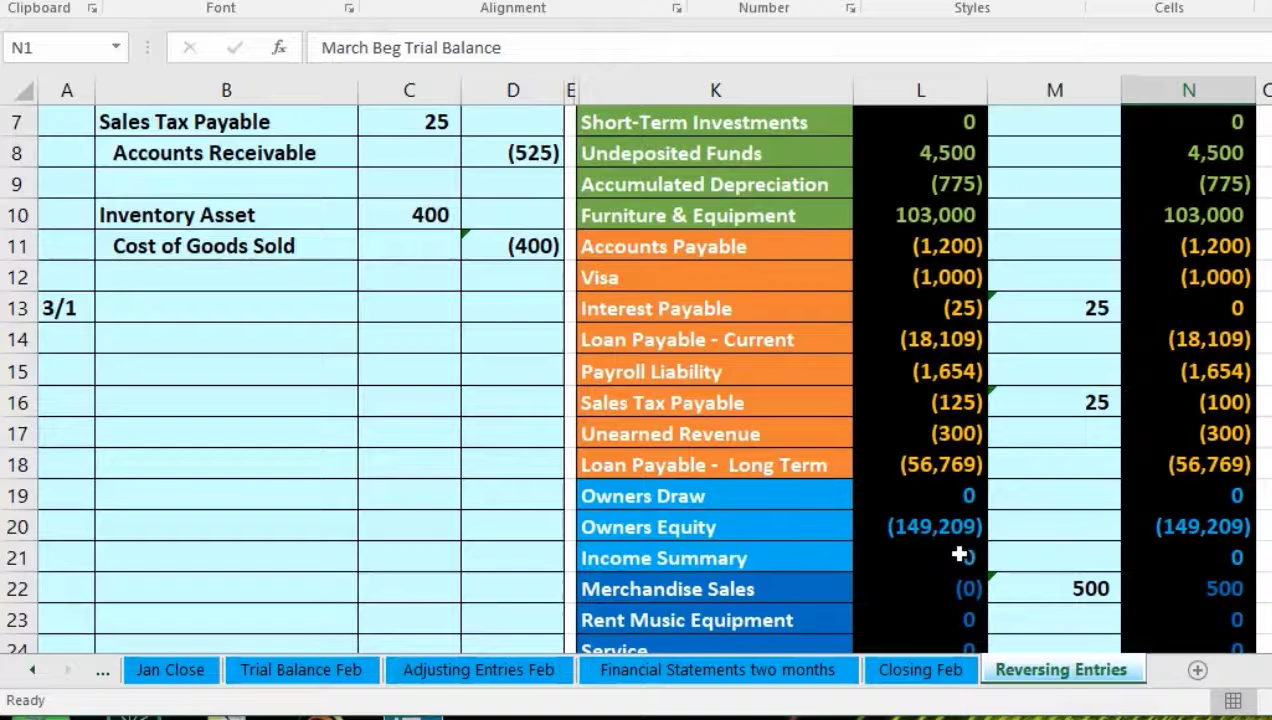 Clipboard Font Alignment Number Styles Cells
N1 fx March Beg Trial Balance
A B C D E K L M N
7 Sales Tax Payable 25 Short-Term Investments 0 0
8 Accounts Receivable (525) Undeposited Funds 4,500 4,500
9 Accumulated Depreciation (775) (775)
10 Inventory Asset 400 Furniture & Equipment 103,000 103,000
11 Cost of Goods Sold (400) Accounts Payable (1,200) (1,200)
12 Visa (1,000) (1,000)
13 3/1 Interest Payable (25) 25 0
14 Loan Payable - Current (18,109) (18,109)
15 Payroll Liability (1,654) (1,654)
16 Sales Tax Payable (125) 25 (100)
17 Unearned Revenue (300) (300)
18 Loan Payable - Long Term (56,769) (56,769)
19 Owners Draw 0 0
20 Owners Equity (149,209) (149,209)
21 Income Summary 0 0
22 Merchandise Sales (0) 500 500
23 Rent Music Equipment 0 0
24 Service
... Jan Close Trial Balance Feb Adjusting Entries Feb Financial Statements two months Closing Feb Reversing Entries
Ready